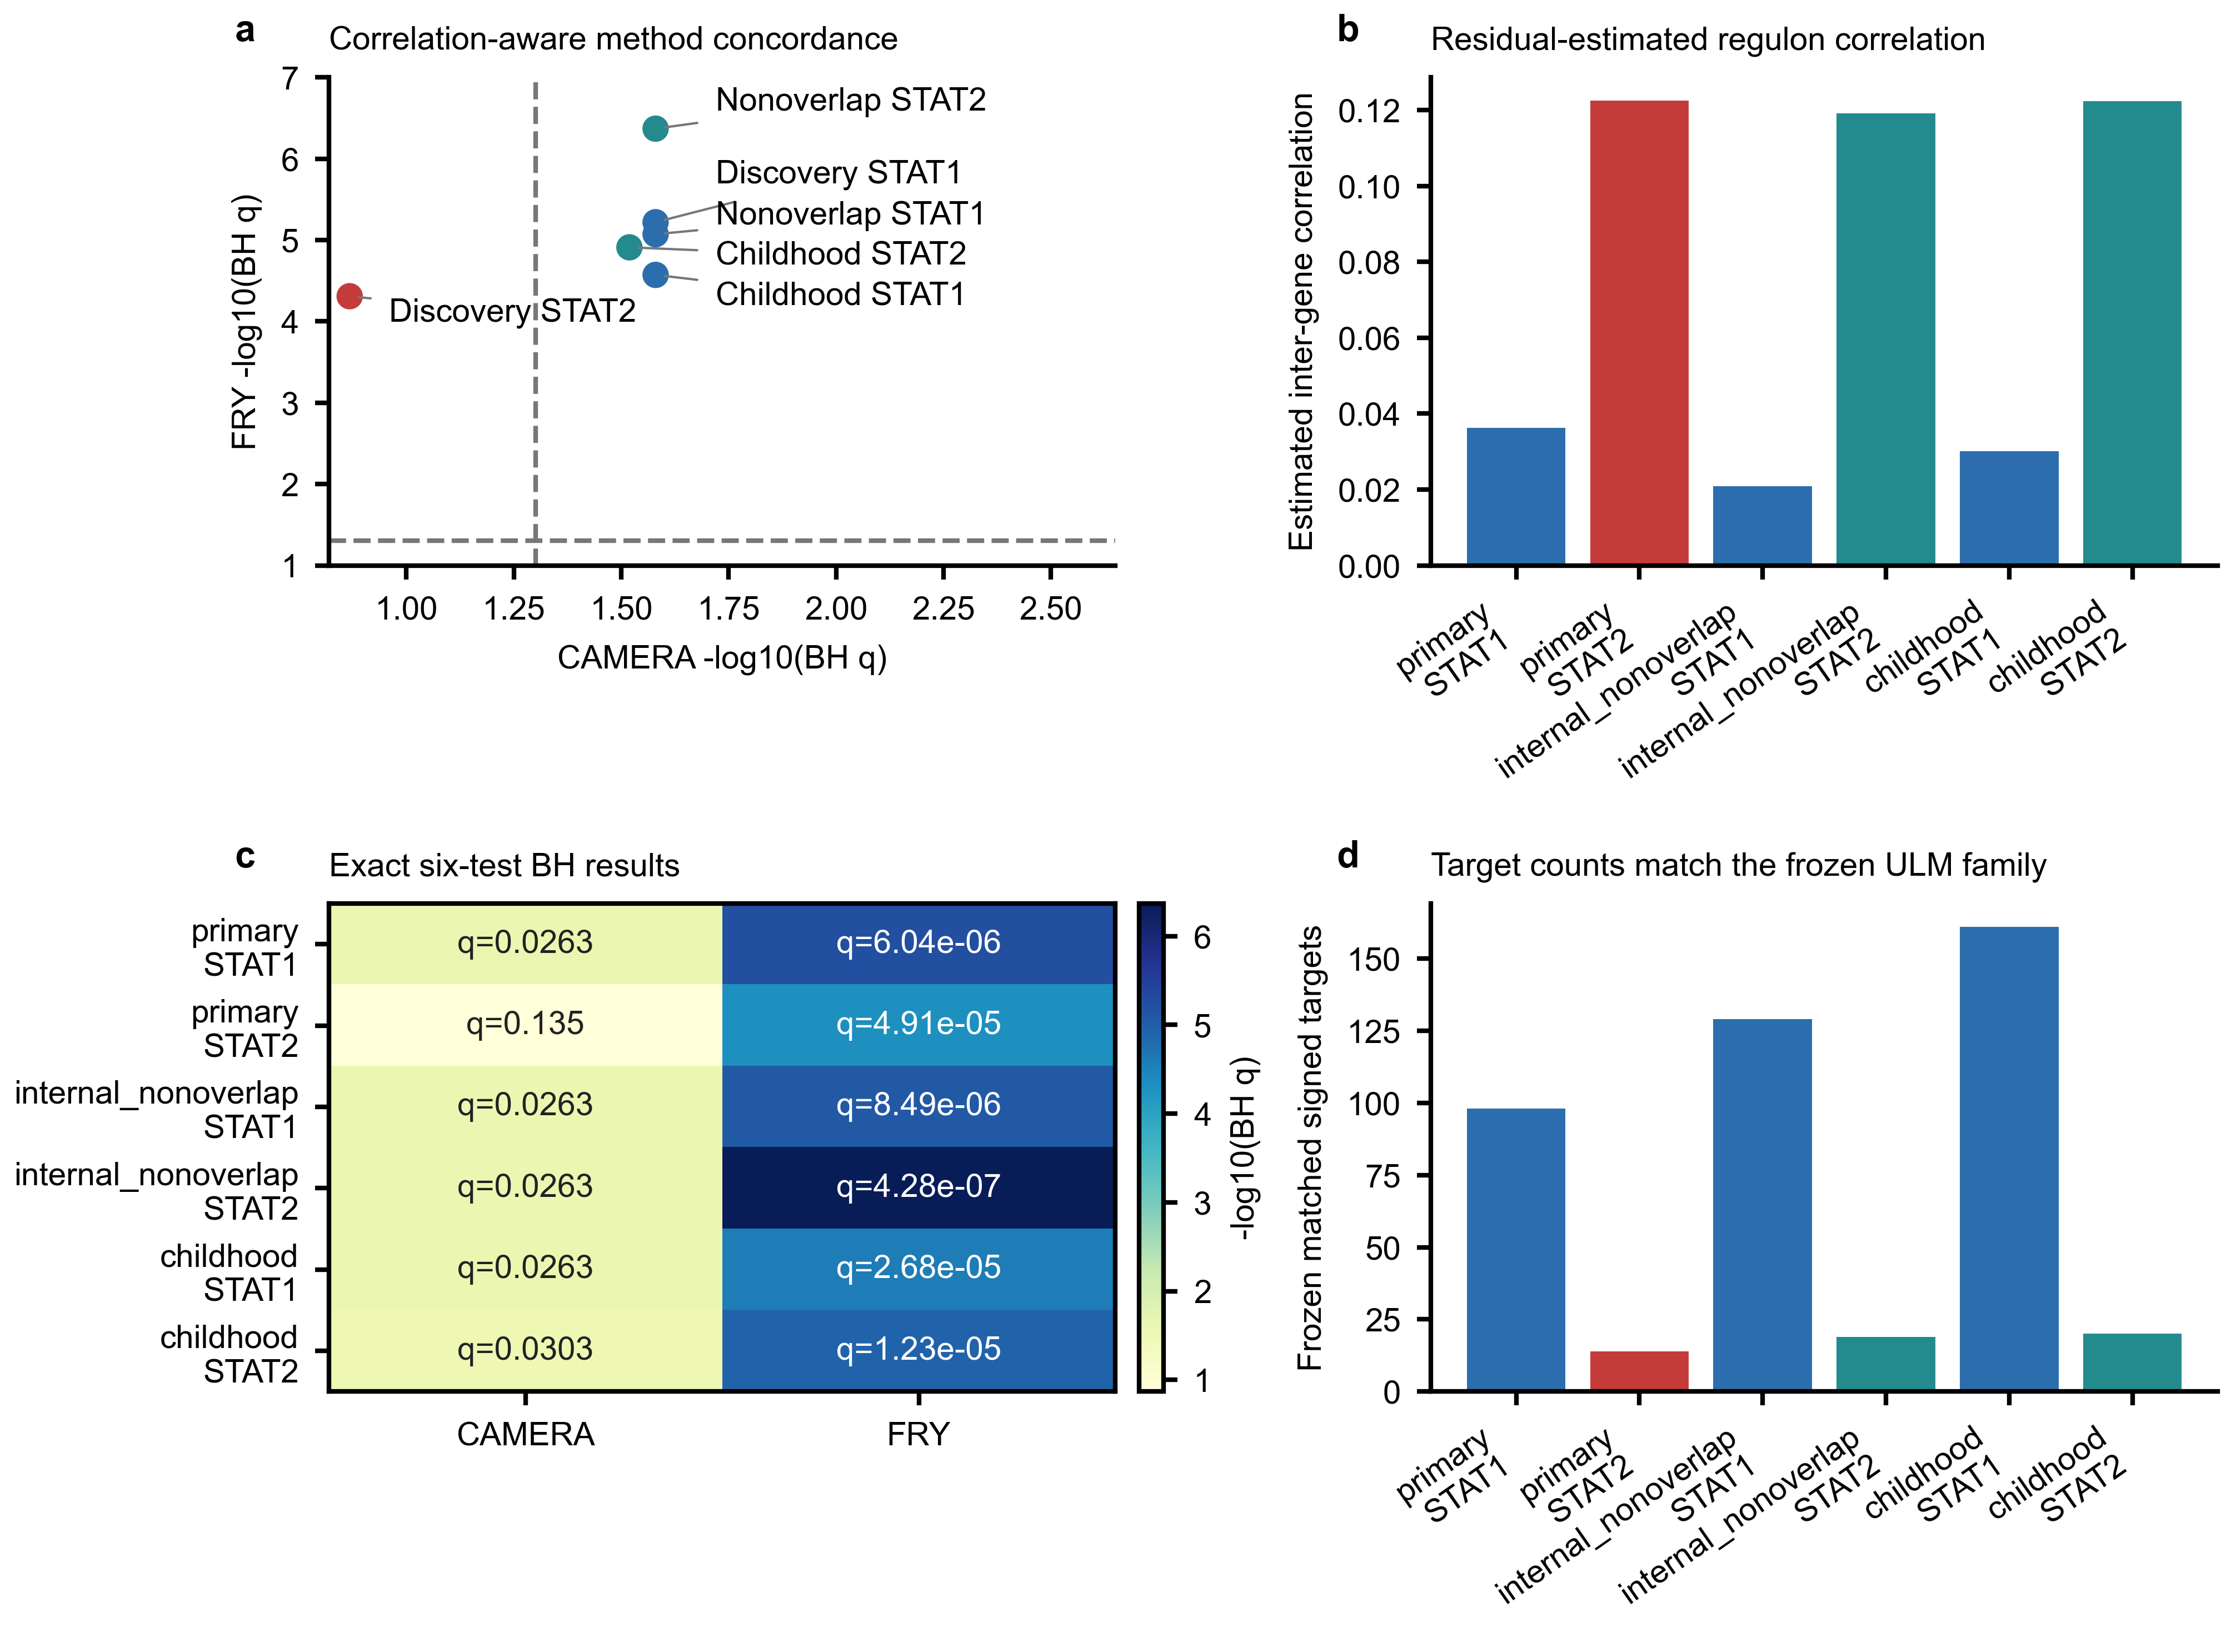 a
Correlation-aware method concordance
7
6
5
4
3
2
1
FRY -log10(BH q)
Nonoverlap STAT2
Discovery STAT1
Nonoverlap STAT1
Childhood STAT2
Childhood STAT1
Discovery STAT2
1.00
1.25
1.50
1.75
2.00
2.25
2.50
CAMERA -log10(BH q)
b
Residual-estimated regulon correlation
Estimated inter-gene correlation
0.12
0.10
0.08
0.06
0.04
0.02
0.00
primary
STAT1
primary
STAT2
internal_nonoverlap
STAT1
internal_nonoverlap
STAT2
childhood
STAT1
childhood
STAT2
c
Exact six-test BH results
primary
STAT1
q=0.0263
q=6.04e-06
primary
STAT2
q=0.135
q=4.91e-05
internal_nonoverlap
STAT1
q=0.0263
q=8.49e-06
internal_nonoverlap
STAT2
q=0.0263
q=4.28e-07
childhood
STAT1
q=0.0263
q=2.68e-05
childhood
STAT2
q=0.0303
q=1.23e-05
CAMERA
FRY
6
5
4
3
2
1
-log10(BH q)
d
Target counts match the frozen ULM family
Frozen matched signed targets
150
125
100
75
50
25
0
primary
STAT1
primary
STAT2
internal_nonoverlap
STAT1
internal_nonoverlap
STAT2
childhood
STAT1
childhood
STAT2